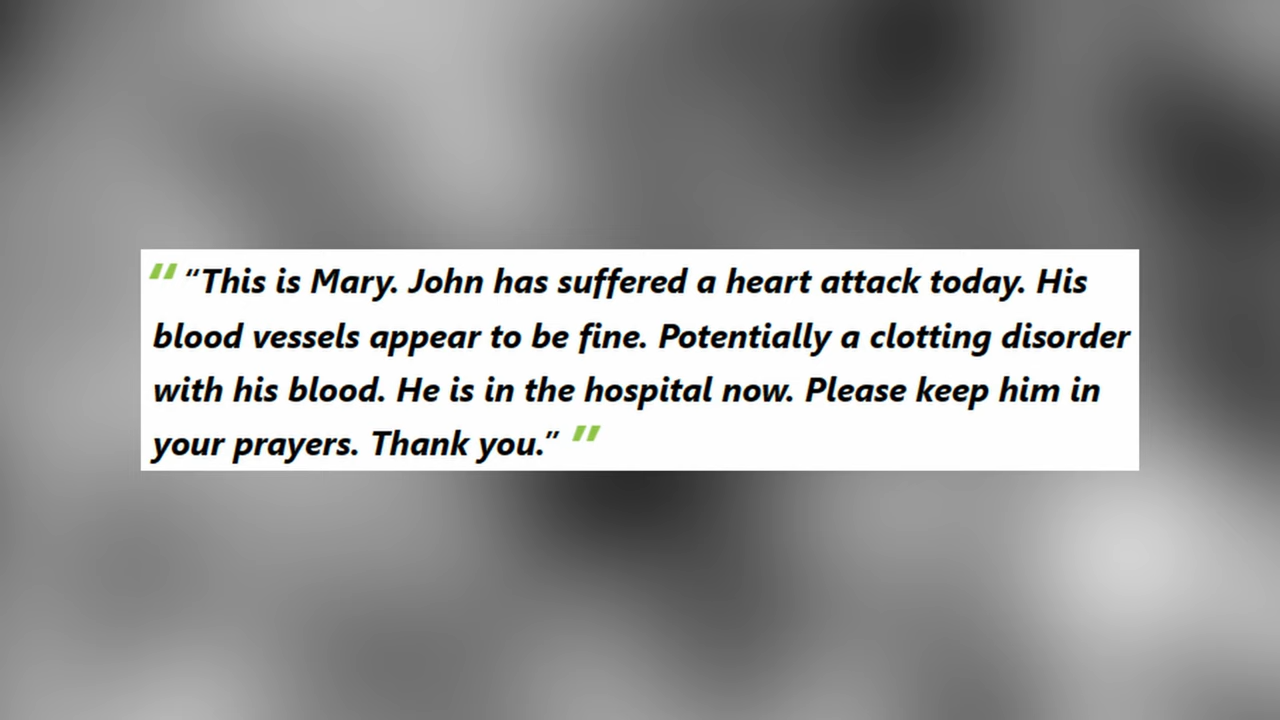 " “This is Mary. John has suffered a heart attack today. His
blood vessels appear to be fine. Potentially a clotting disorder
with his blood. He is in the hospital now. Please keep him in
your prayers. Thank you.” "